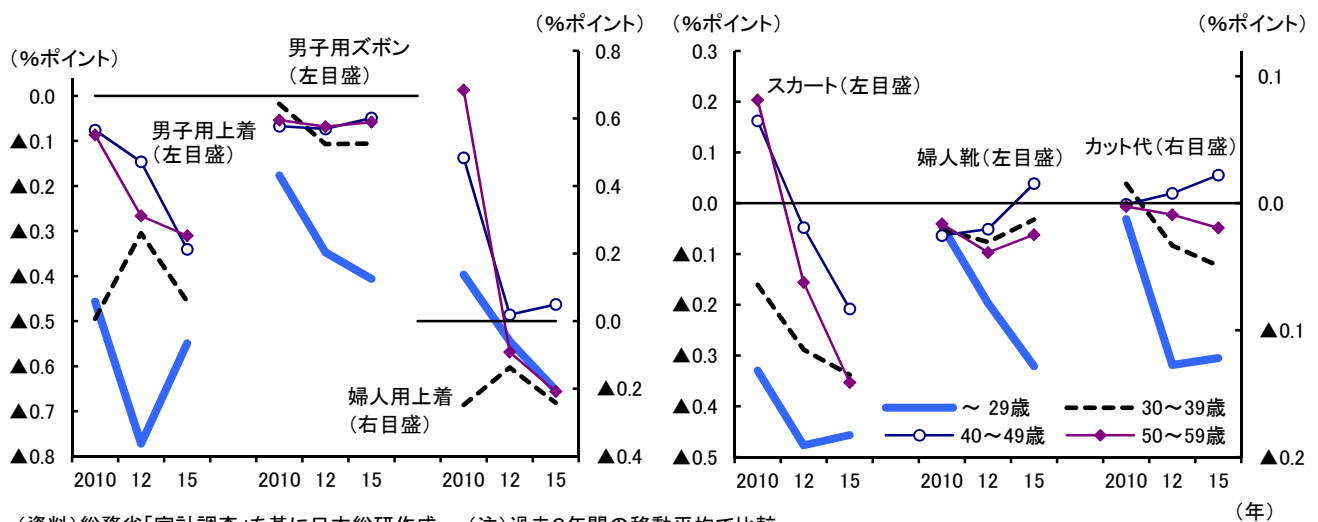 (%ポイント)
男子用ズボン
(左目盛)
男子用上着
(左目盛)
婦人用上着
(右目盛)
0.0
▲0.1
▲0.2
▲0.3
▲0.4
▲0.5
▲0.6
▲0.7
▲0.8
2010 12 15 2010 12 15 2010 12 15
(%ポイント)
0.8
0.6
0.4
0.2
0.0
▲0.2
▲0.4
(%ポイント)
0.3
0.2
0.1
0.0
▲0.1
▲0.2
▲0.3
▲0.4
▲0.5
スカート(左目盛)
婦人靴(左目盛)
カット代(右目盛)
~ 29歳
30~39歳
40~49歳
50~59歳
2010 12 15 2010 12 15 2010 12 15
(%ポイント)
0.1
0.0
▲0.1
▲0.2
(年)